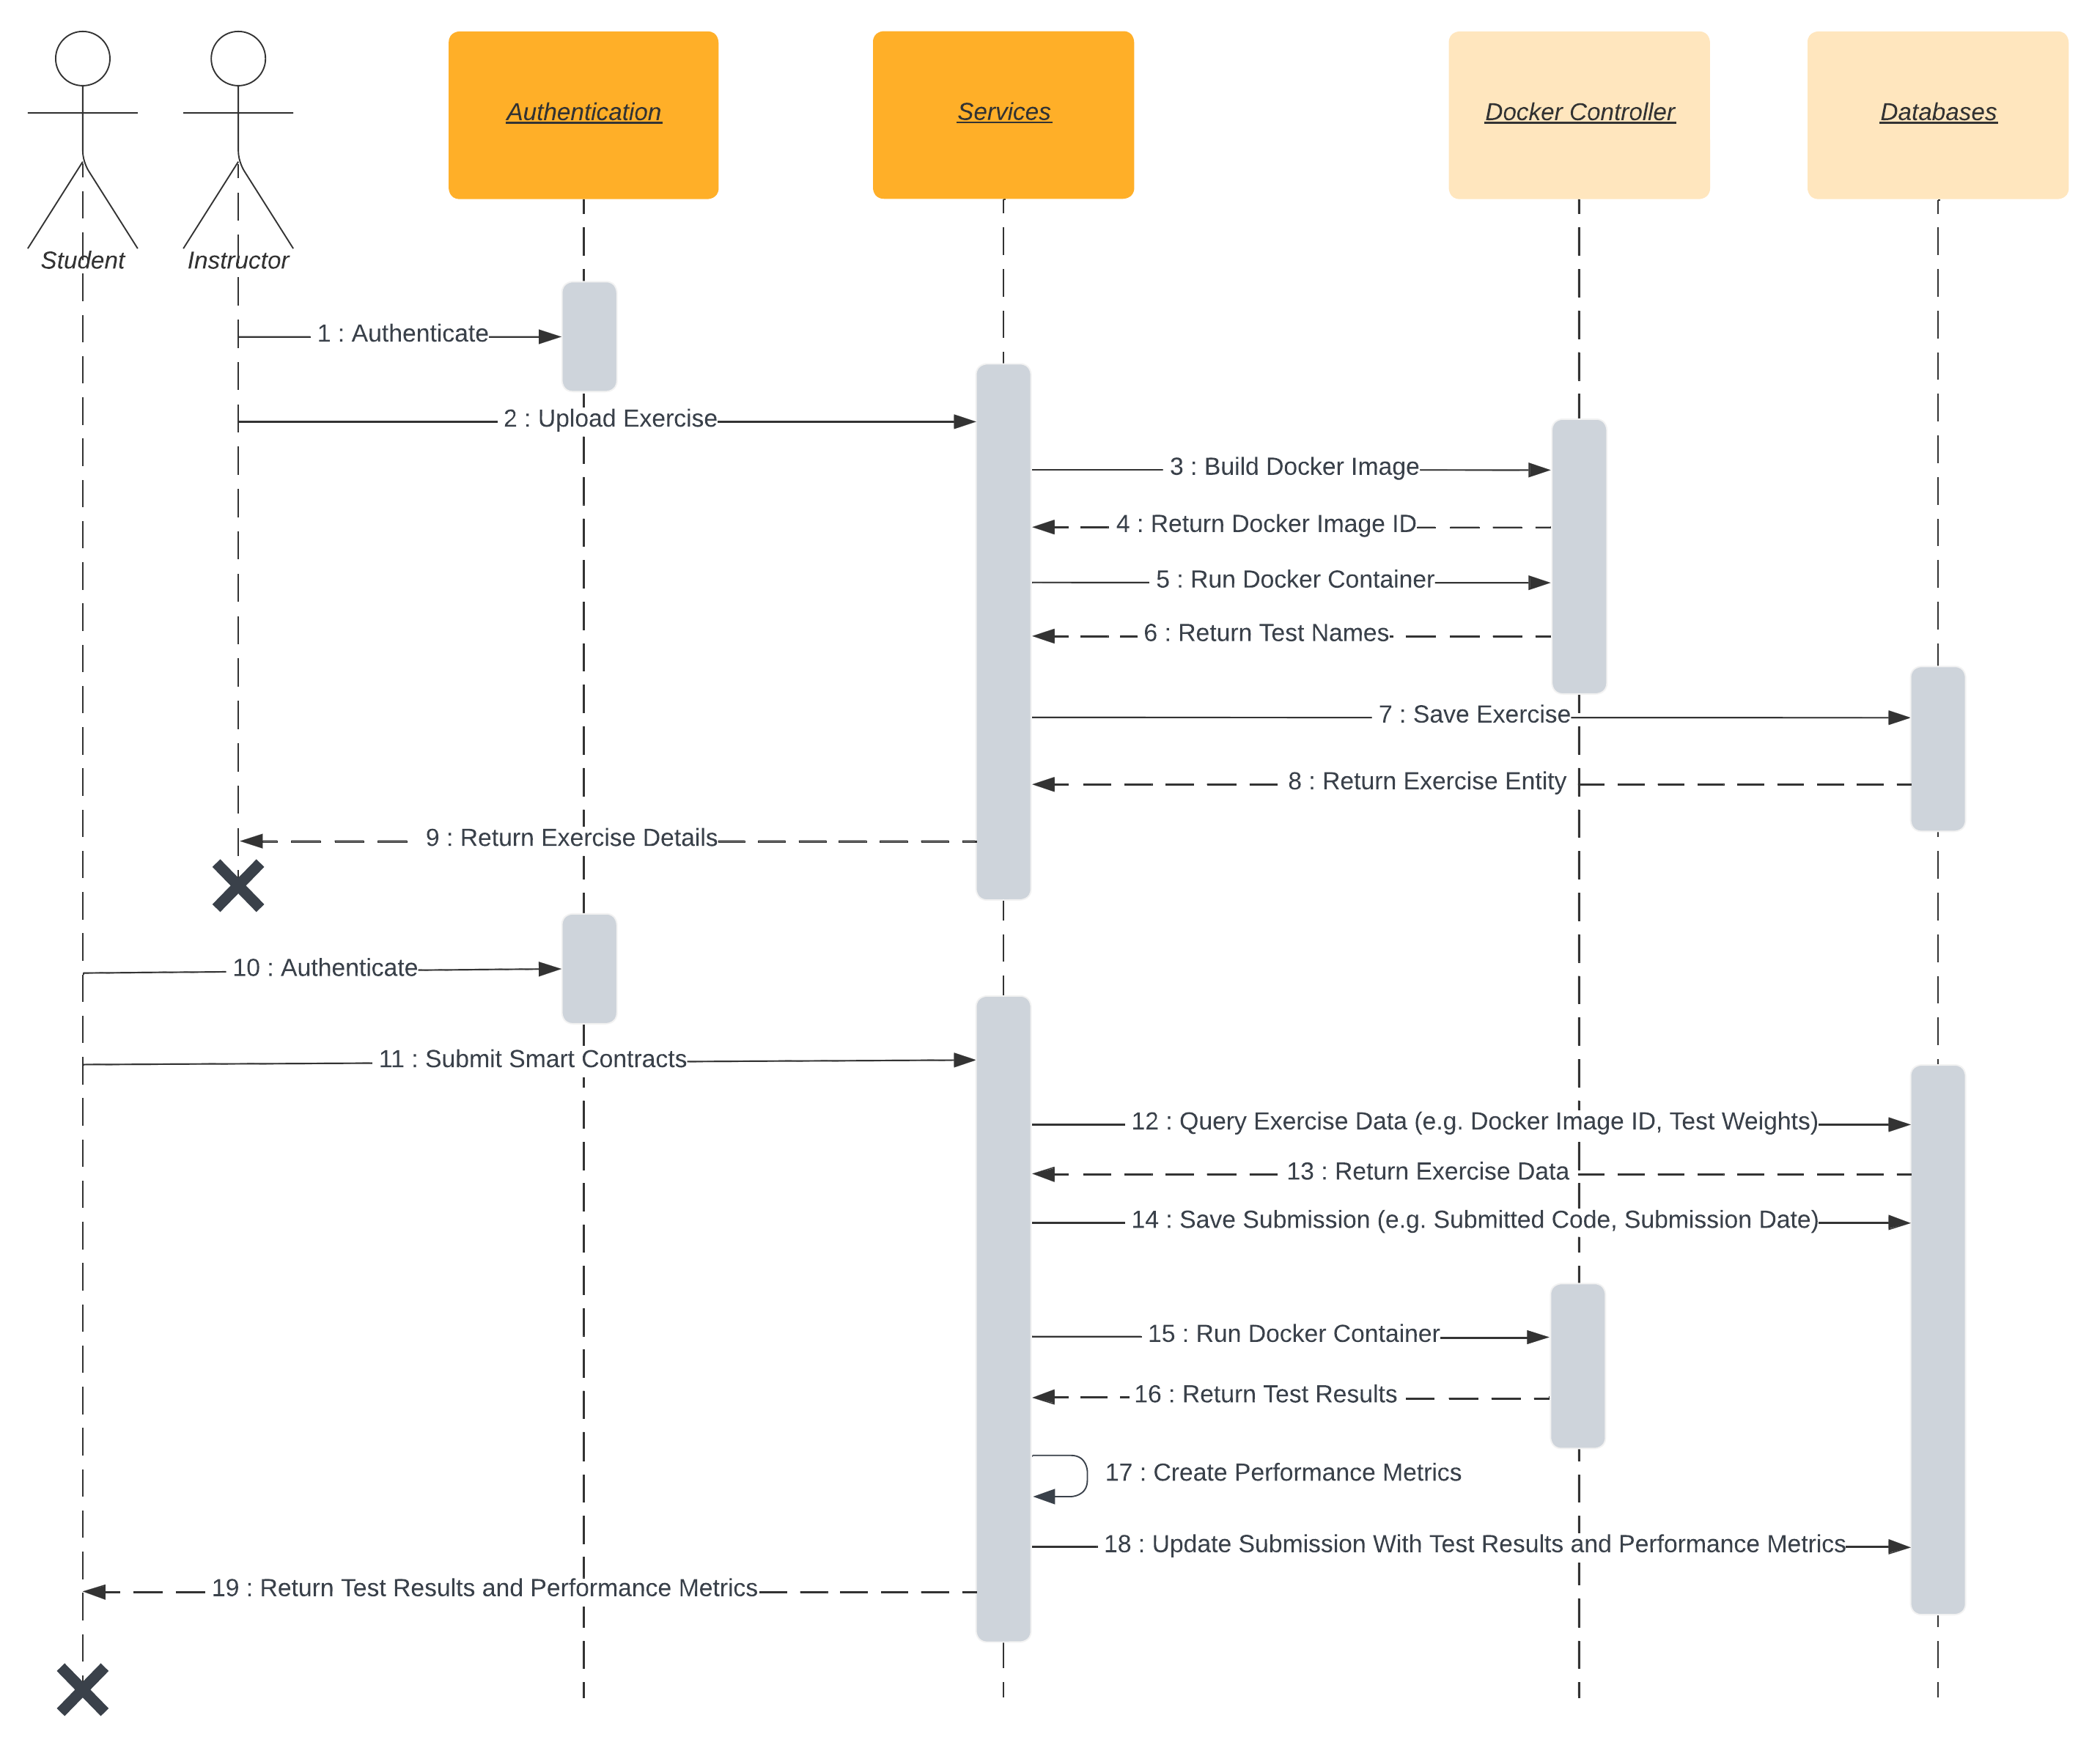 Authentication
Services
Docker Controller
Databases
Student
Instructor
1 : Authenticate
2 : Upload Exercise
3 : Build Docker Image
4 : Return Docker Image ID
5 : Run Docker Container
6 : Return Test Names
7 : Save Exercise
8 : Return Exercise Entity
9 : Return Exercise Details
10 : Authenticate
11 : Submit Smart Contracts
12 : Query Exercise Data (e.g. Docker Image ID, Test Weights)
13 : Return Exercise Data
14 : Save Submission (e.g. Submitted Code, Submission Date)
15 : Run Docker Container
16 : Return Test Results
17 : Create Performance Metrics
18 : Update Submission With Test Results and Performance Metrics
19 : Return Test Results and Performance Metrics